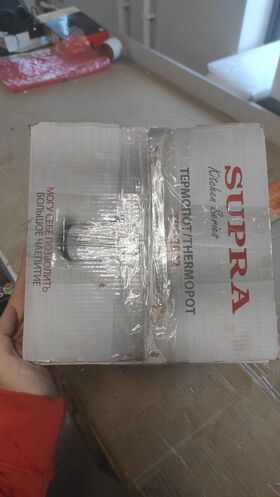 SUPRA
Kitchen Series
ТЕРМОПОТ/THERMOPOT
МОГУ СЕБЕ ПОЗВОЛИТЬ
БОЛЬШОЕ ЧАЕПИТИЕ